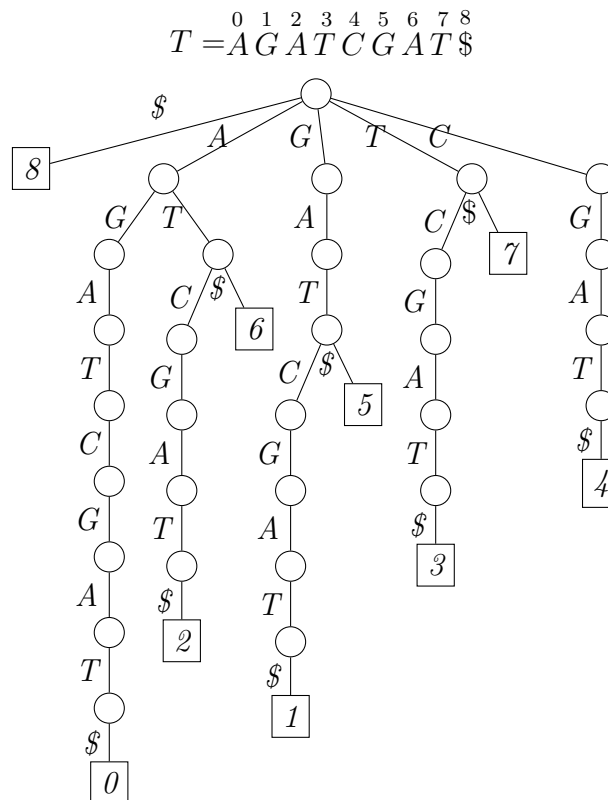 0 1 2 3 4 5 6 7 8
T = A G A T C G A T $
$ A G T C
8
G T A C $ G
7
A C $ T G A
6
T G C $ A T
5
C A G T $
4
G T A $
3
A $ T
2
T $
1
$
0